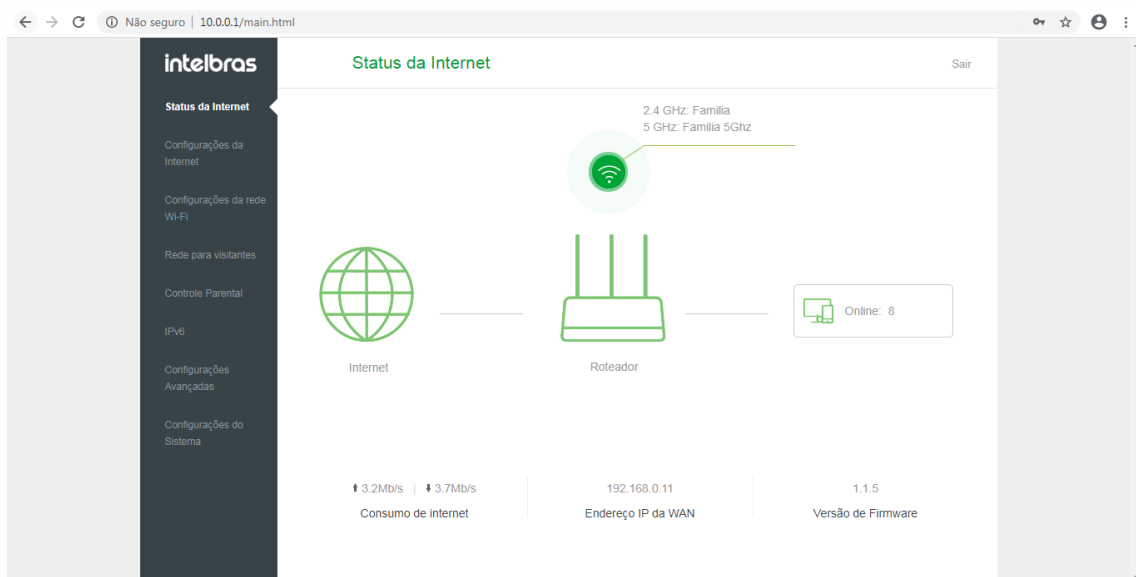 Não seguro | 10.0.0.1/main.html
intelbras
Status da Internet
Sair
Status da Internet
Configurações da
Internet
Configurações da rede
Wi-Fi
Rede para visitantes
Controle Parental
IPv6
Configurações
Avançadas
Configurações do
Sistema
2.4 GHz: Familia
5 GHz: Familia 5Ghz
Online: 8
Internet
Roteador
3.2Mb/s | 3.7Mb/s
Consumo de internet
192.168.0.11
Endereço IP da WAN
1.1.5
Versão de Firmware